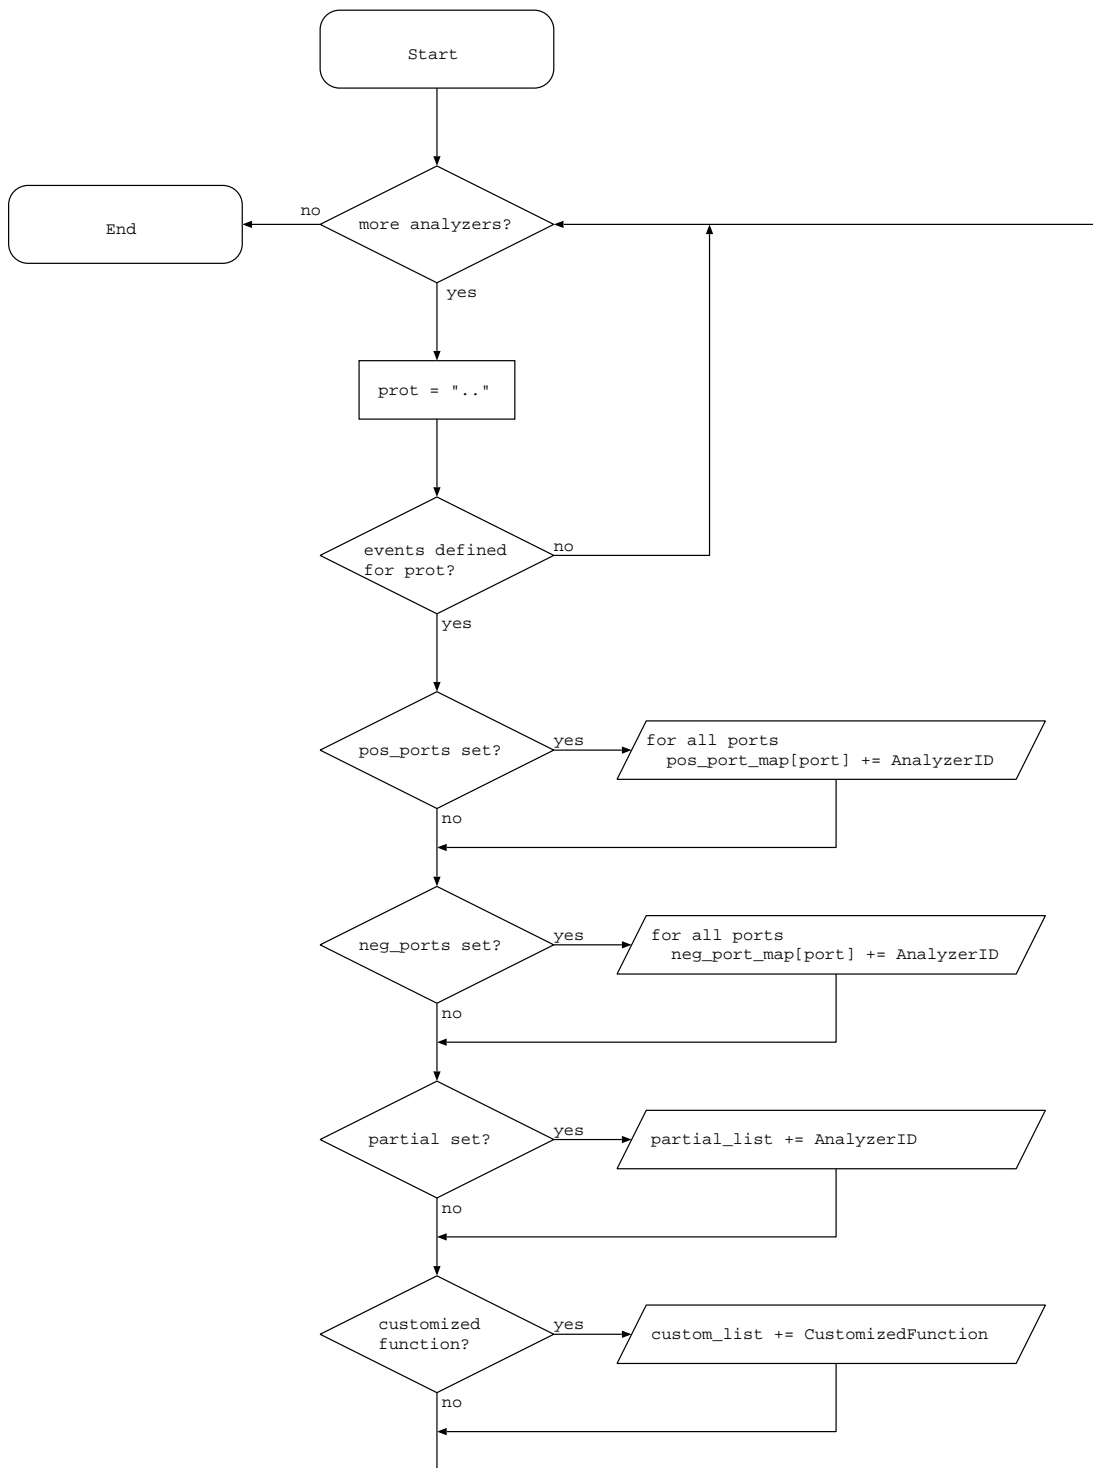 Start
End
no
more analyzers?
yes
prot = ".."
events defined
for prot?
no
yes
pos_ports set?
yes
for all ports
pos_port_map[port] += AnalyzerID
no
neg_ports set?
yes
for all ports
neg_port_map[port] += AnalyzerID
no
partial set?
yes
partial_list += AnalyzerID
no
customized
function?
yes
custom_list += CustomizedFunction
no